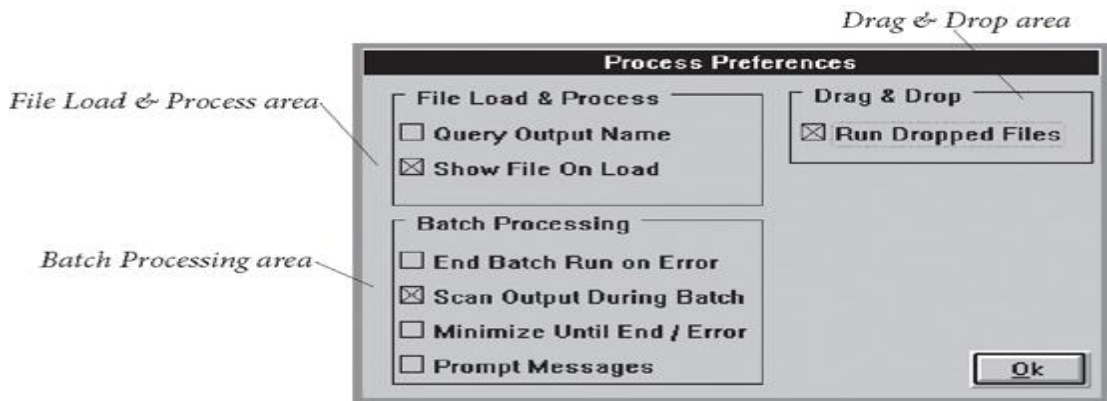 Drag & Drop area
Process Preferences
File Load & Process area
File Load & Process
Query Output Name
Show File On Load
Drag & Drop
Run Dropped Files
Batch Processing area
Batch Processing
End Batch Run on Error
Scan Output During Batch
Minimize Until End / Error
Prompt Messages
Ok